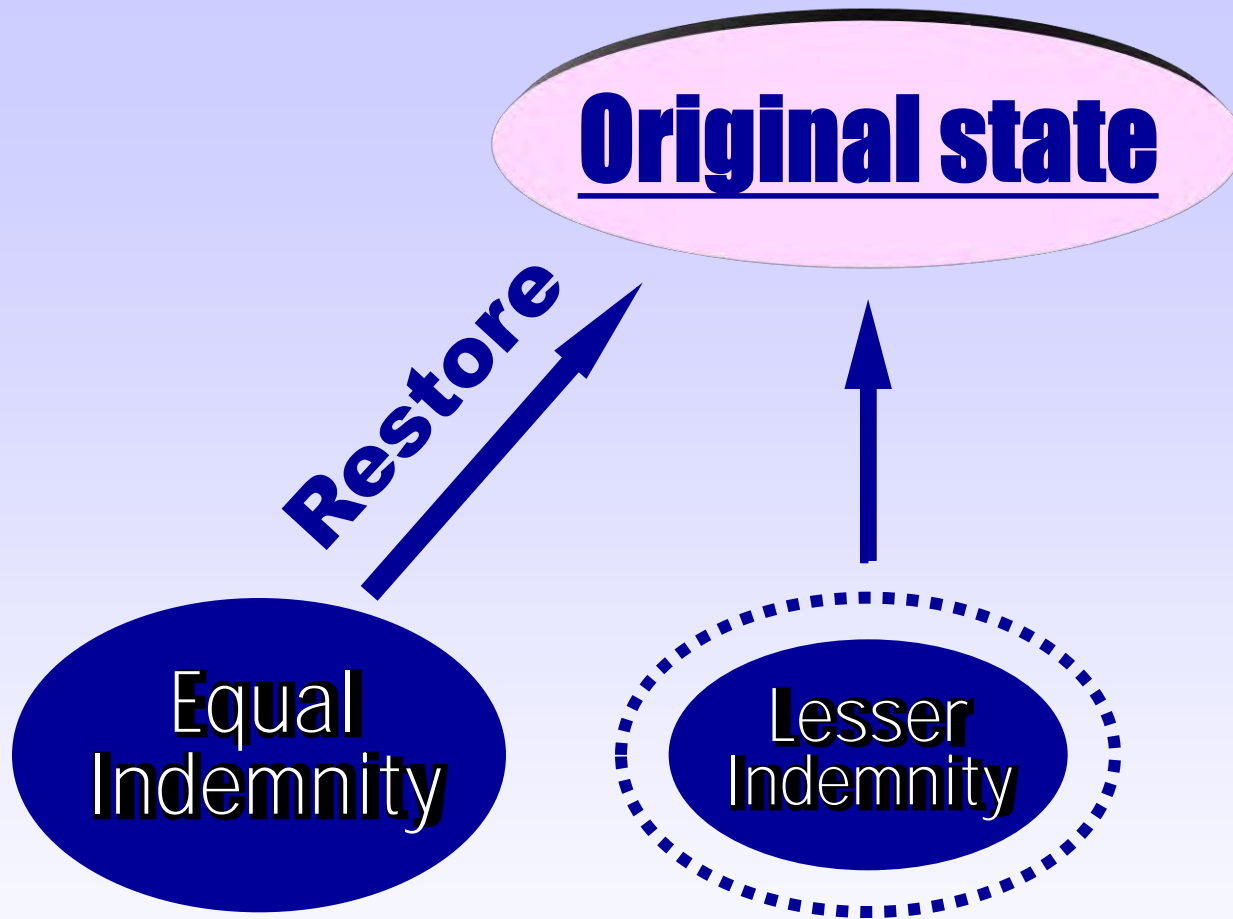 Original state
Restore
Equal
Indemnity
Lesser
Indemnity